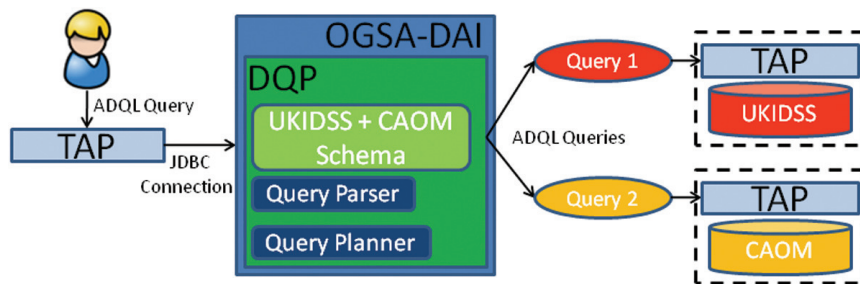 ADQL Query
TAP
JDBC
Connection
OGSA-DAI
DQP
UKIDSS + CAOM
Schema
Query Parser
Query Planner
ADQL Queries
Query 1
TAP
UKIDSS
Query 2
TAP
CAOM